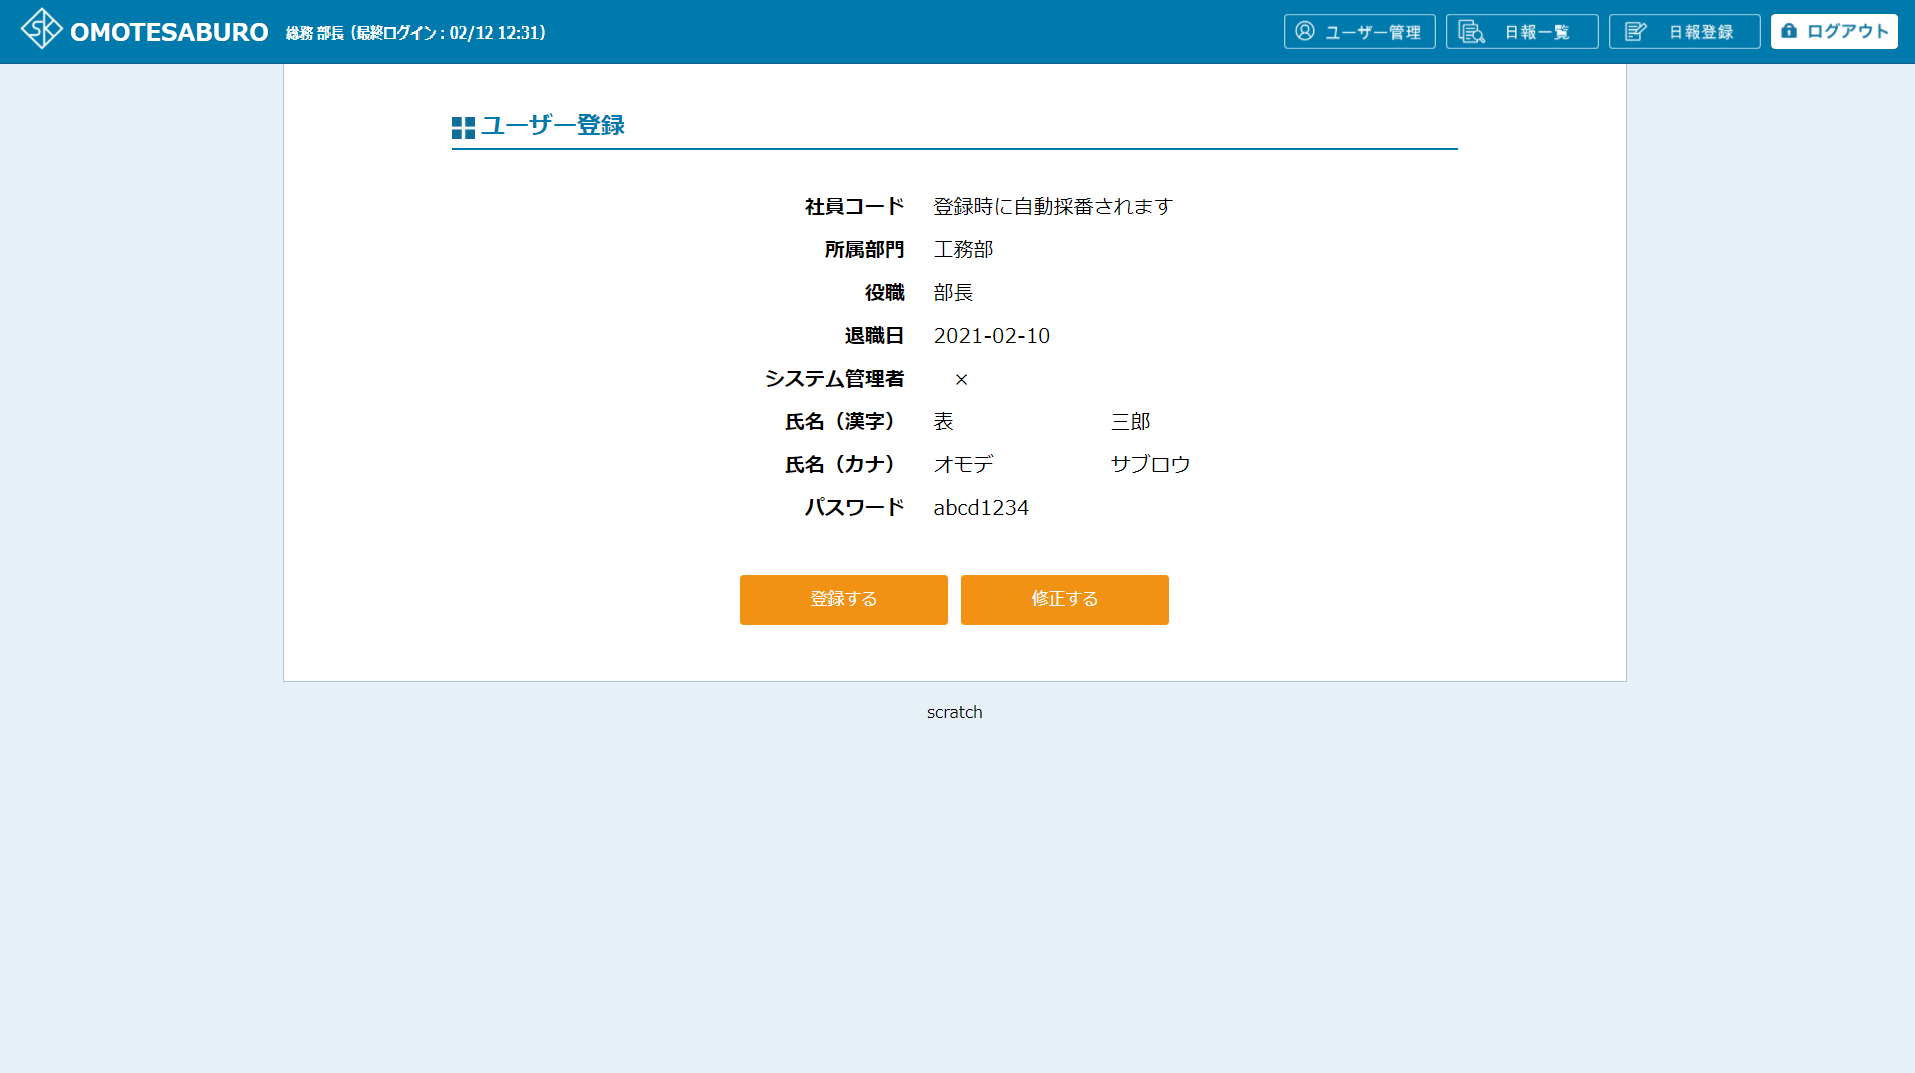 OMOTESABURO 総務 部長 (最終ログイン : 02/12 12:31) ユーザー管理 日報一覧 日報登録 ログアウト
ユーザー登録
社員コード 登録時に自動採番されます
所属部門 工務部
役職 部長
退職日 2021-02-10
システム管理者 ×
氏名（漢字） 表 三郎
氏名（カナ） オモデ サブロウ
パスワード abcd1234
登録する 修正する
scratch